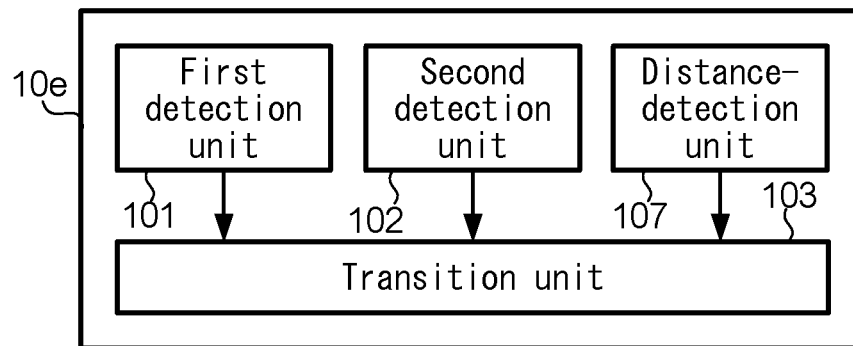 First
detection
unit
Second
detection
unit
Distance-
detection
unit
10e
101
102
107
103
Transition unit